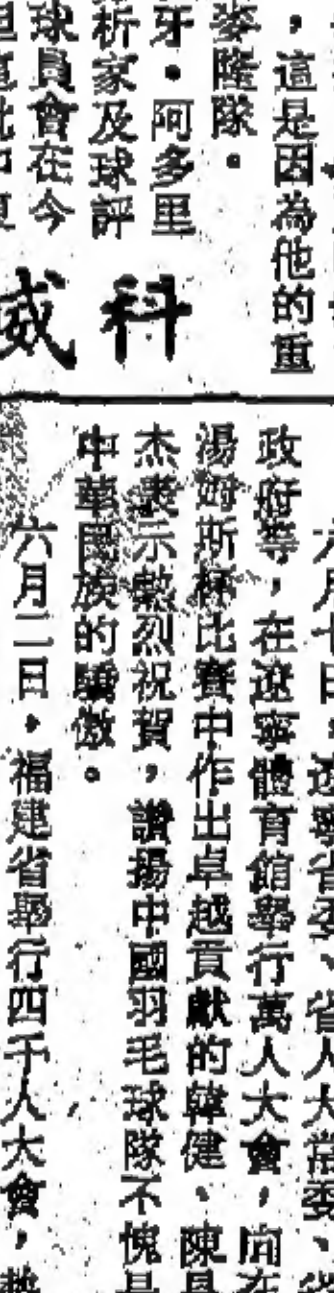 ，這是因為他的重
隆隊。
牙。阿多里
析家及球評
球員會在今
科威
六月十日，遼寧省委、省人大常委、省
政府等，在遼寧體育館舉行萬人大會，向在
湯姆斯杯比賽中作出卓越貢獻的韓健、陳昌
杰表示熱烈祝賀，讚揚中國羽毛球隊不愧是
中華民族的驕傲。
六月二日，福建省舉行四千人大會，熱